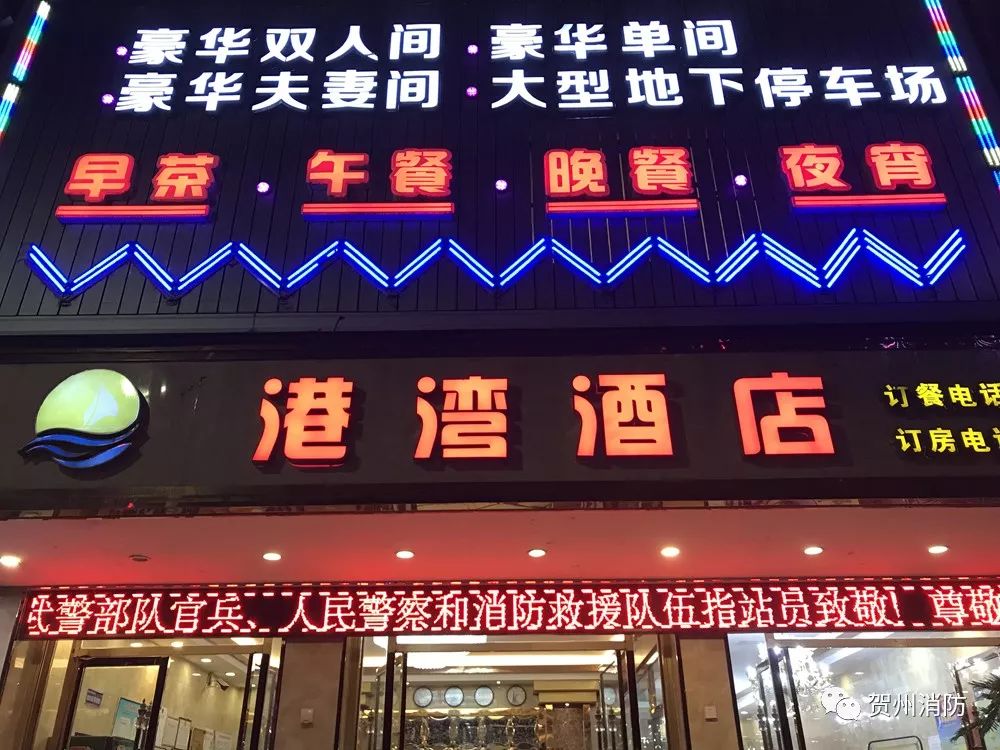 豪华双人间 豪华单间
豪华夫妻间 大型地下停车场
早茶·午餐·晚餐·夜宵
港湾酒店
订餐电话
订房电话
武警部队官兵、人民警察和消防救援队伍指站员致敬！尊敬
贺州消防